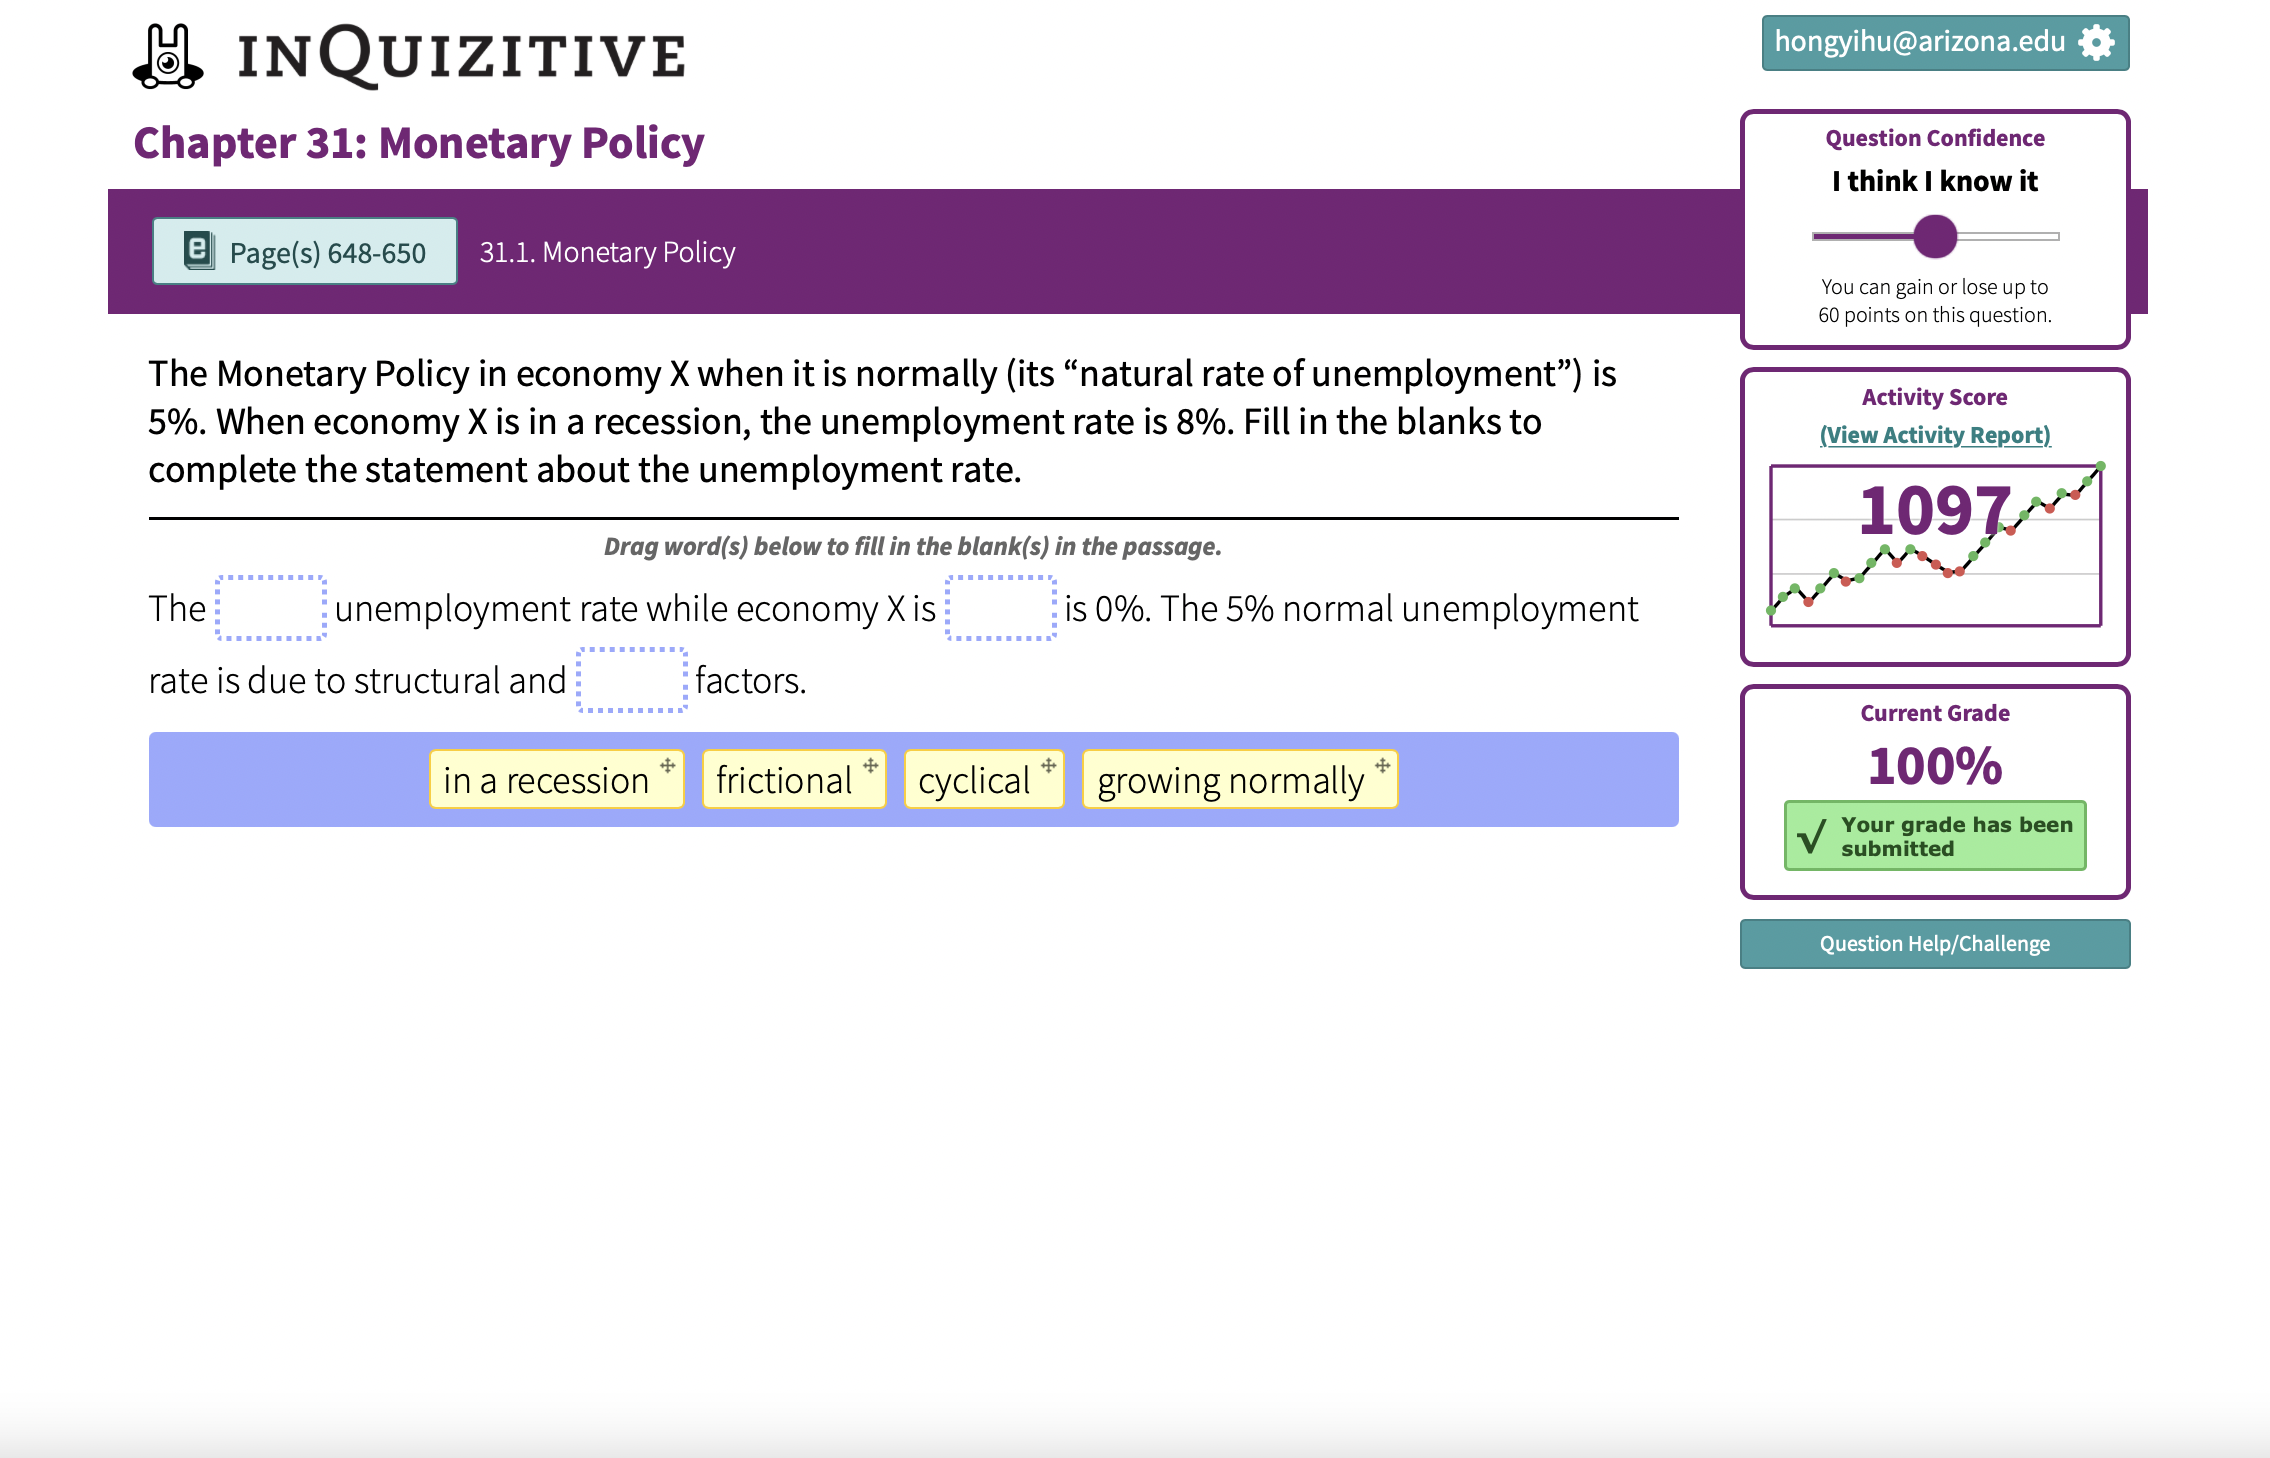 INQUIZITIVE
hongyihu@arizona.edu
Chapter 31: Monetary Policy
Page(s) 648-650
31.1. Monetary Policy
Question Confidence
I think I know it
You can gain or lose up to
60 points on this question.
The Monetary Policy in economy X when it is normally (its “natural rate of unemployment”) is
5%. When economy X is in a recession, the unemployment rate is 8%. Fill in the blanks to
complete the statement about the unemployment rate.
Drag word(s) below to fill in the blank(s) in the passage.
The unemployment rate while economy X is is 0%. The 5% normal unemployment
rate is due to structural and factors.
in a recession
frictional
cyclical
growing normally
Activity Score
(View Activity Report)
1097
Current Grade
100%
√ Your grade has been
submitted
Question Help/Challenge